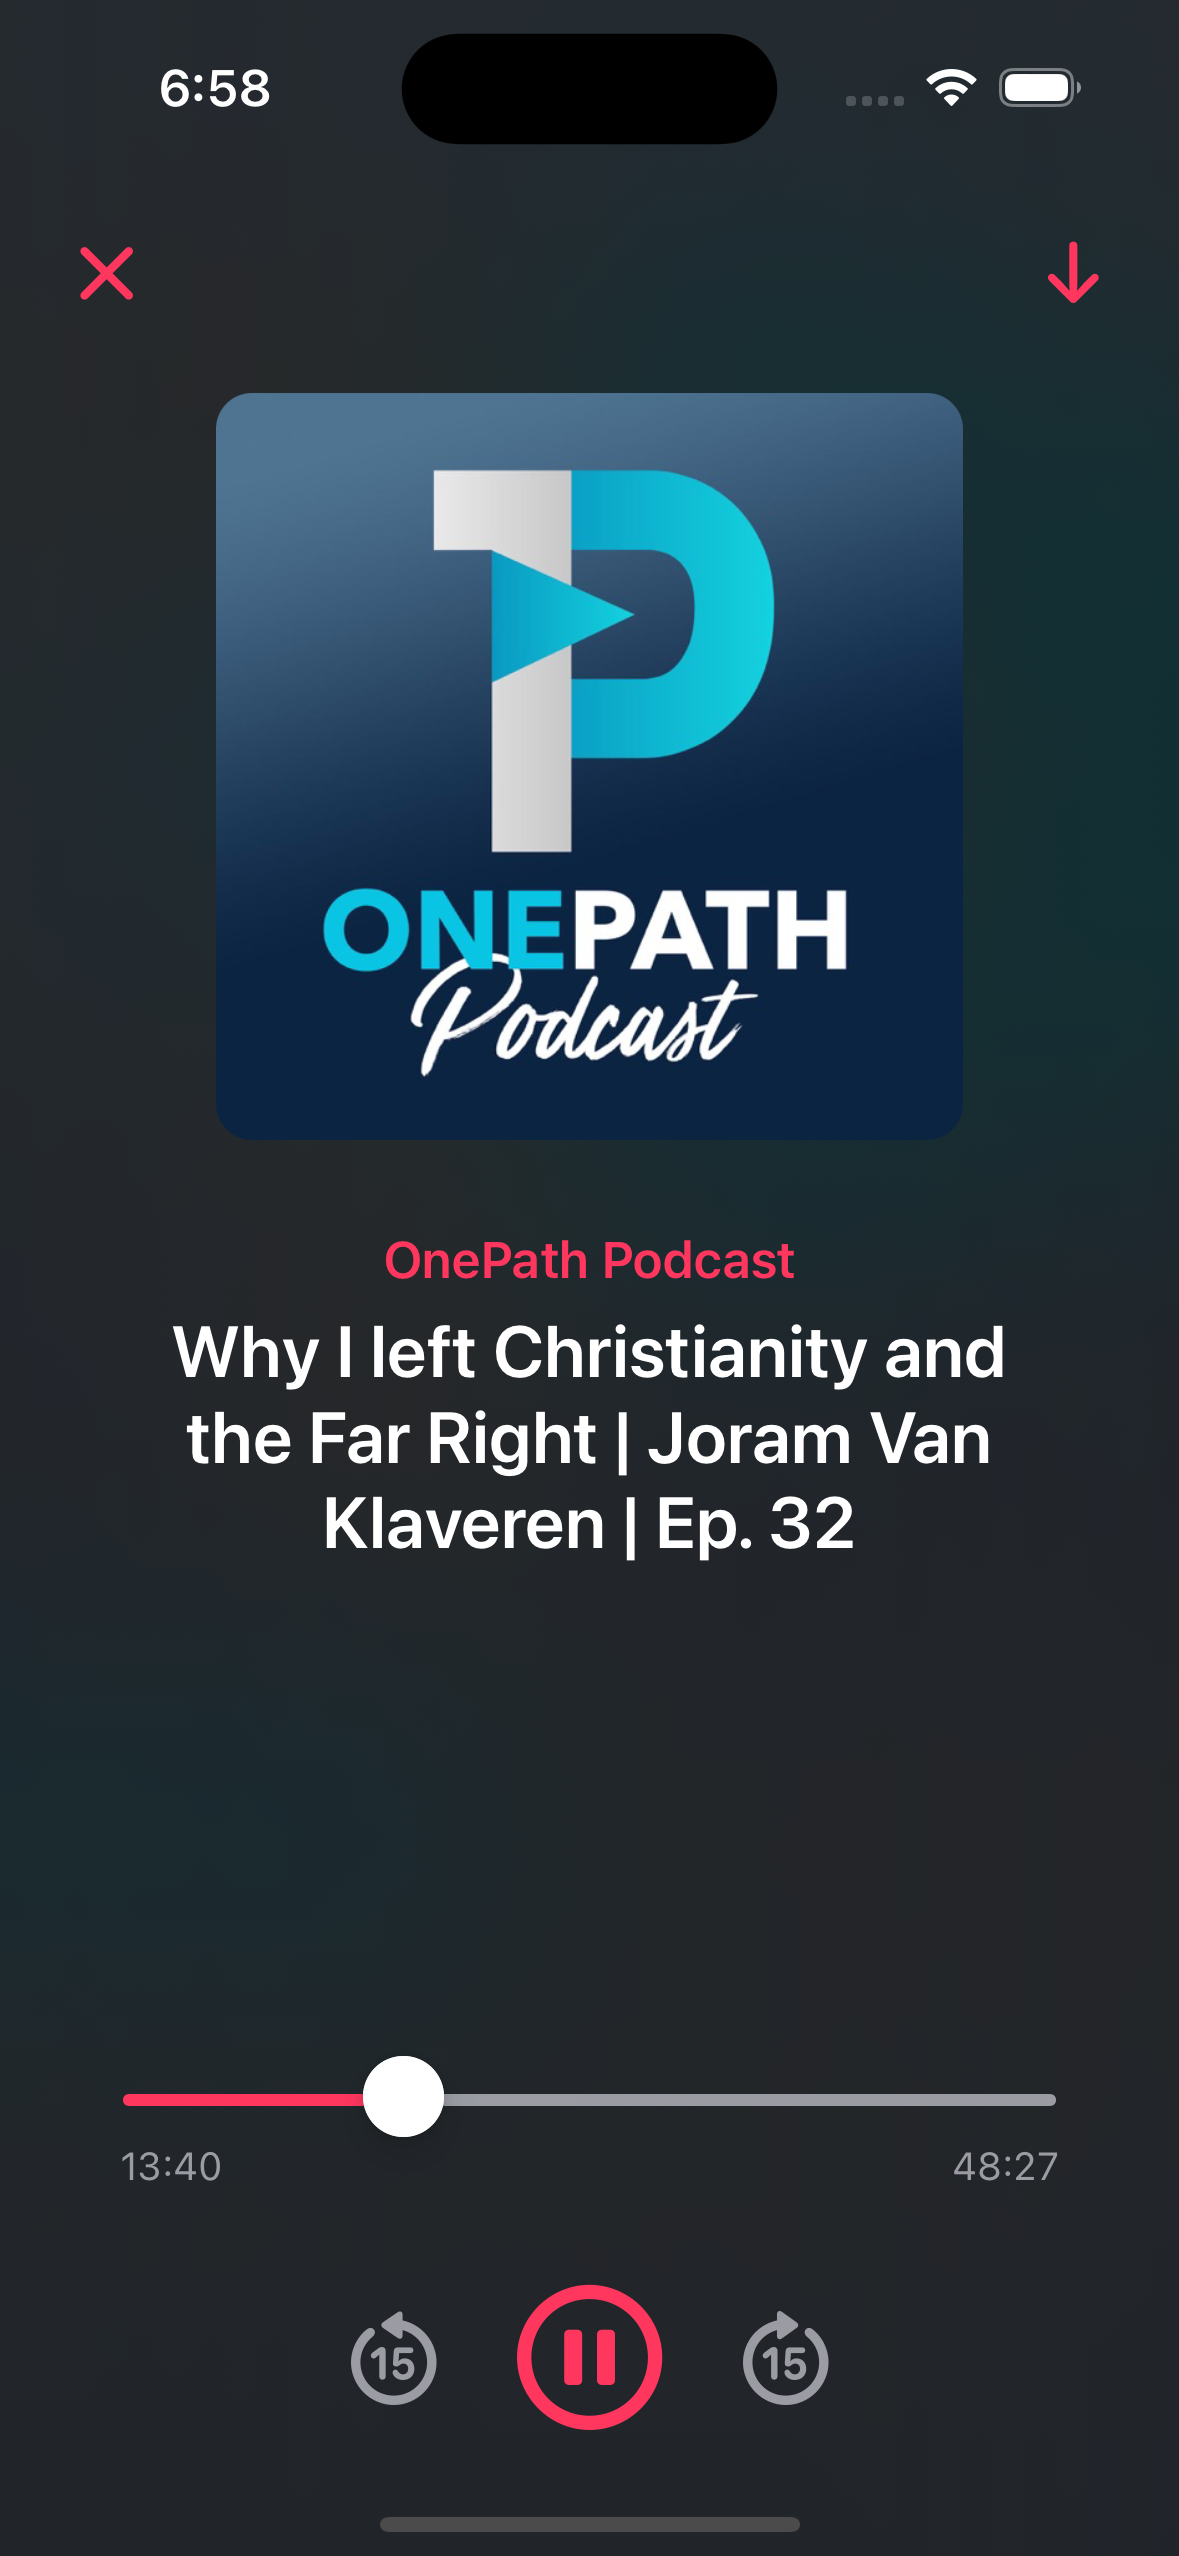 6:58
ONEPATH
Podcast
OnePath Podcast
Why I left Christianity and
the Far Right | Joram Van
Klaveren | Ep. 32
13:40 48:27
15 15